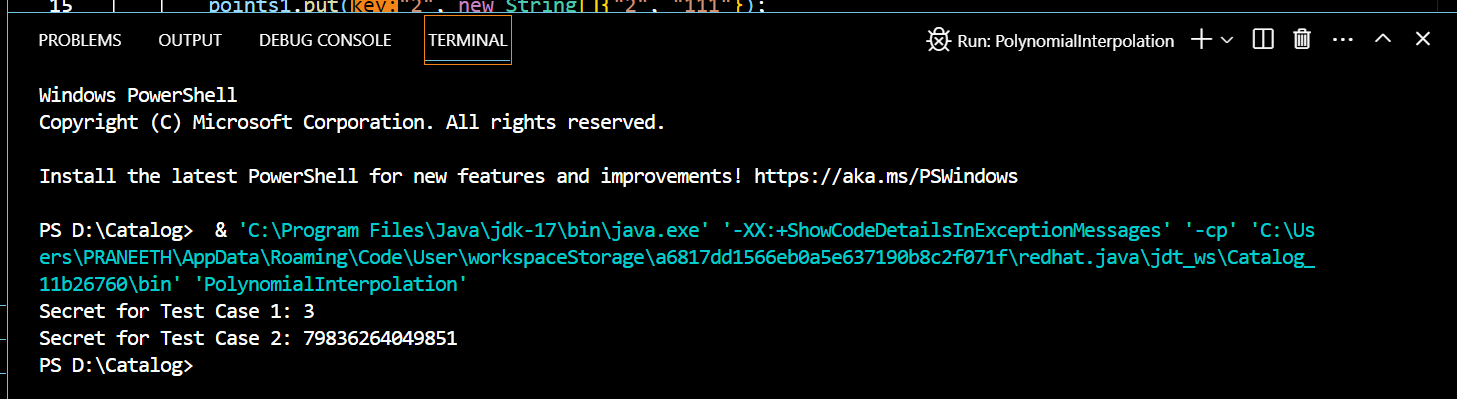 15 points1.put(key:"2", new String[]{"2", "111"});
PROBLEMS OUTPUT DEBUG CONSOLE TERMINAL Run: PolynomialInterpolation
Windows PowerShell
Copyright (C) Microsoft Corporation. All rights reserved.
Install the latest PowerShell for new features and improvements! https://aka.ms/PSWindows
PS D:\Catalog>  & 'C:\Program Files\Java\jdk-17\bin\java.exe' '-XX:+ShowCodeDetailsInExceptionMessages' '-cp' 'C:\Us
ers\PRANEETH\AppData\Roaming\Code\User\workspaceStorage\a6817dd1566eb0a5e637190b8c2f071f\redhat.java\jdt_ws\Catalog_
11b26760\bin' 'PolynomialInterpolation'
Secret for Test Case 1: 3
Secret for Test Case 2: 79836264049851
PS D:\Catalog>